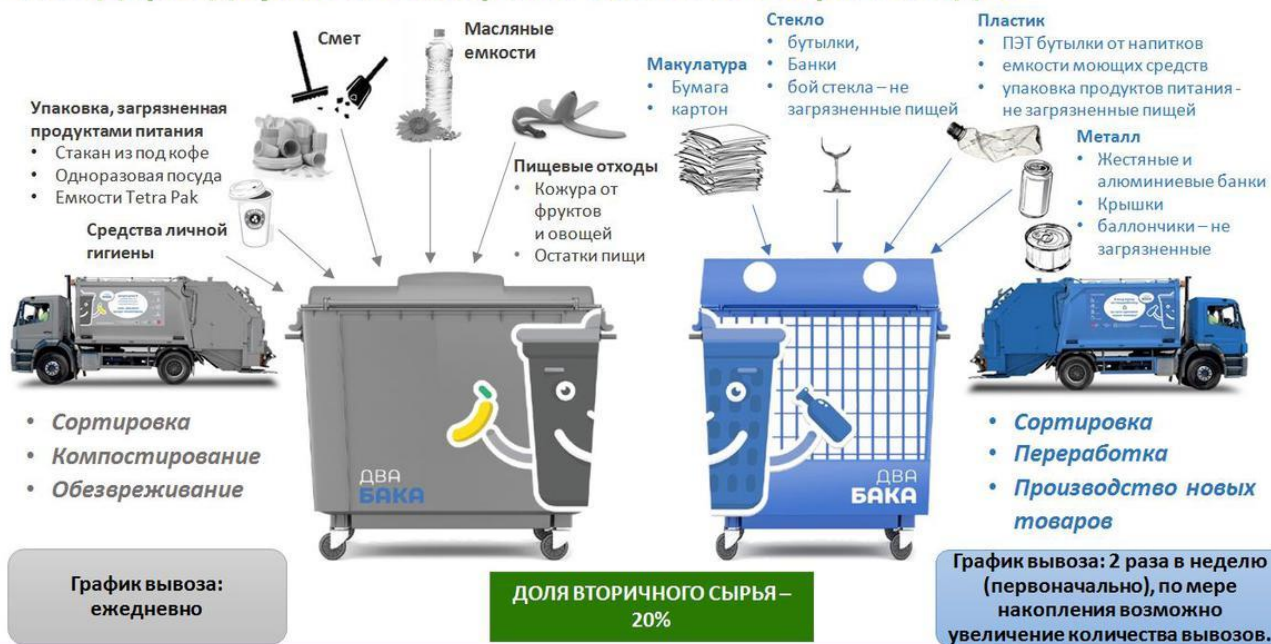 Смет
Масляные
емкости
Упаковка, загрязненная
продуктами питания
• Стакан из под кофе
• Одноразовая посуда
• Емкости Tetra Pak
Средства личной
гигиены
Пищевые отходы
• Кожура от
фруктов
и овощей
• Остатки пищи
Макулатура
• Бумага
• картон
Стекло
• бутылки,
• Банки
• бой стекла – не
загрязненные пищей
Пластик
• ПЭТ бутылки от напитков
• емкости моющих средств
• упаковка продуктов питания -
не загрязненные пищей
Металл
• Жестяные и
алюминиевые банки
• Крышки
• баллончики – не
загрязненные
• Сортировка
• Компостирование
• Обезвреживание
ДВА
БАКА
ДВА
БАКА
• Сортировка
• Переработка
• Производство новых
товаров
График вывоза:
ежедневно
ДОЛЯ ВТОРИЧНОГО СЫРЬЯ –
20%
График вывоза: 2 раза в неделю
(первоначально), по мере
накопления возможно
увеличение количества вывозов.